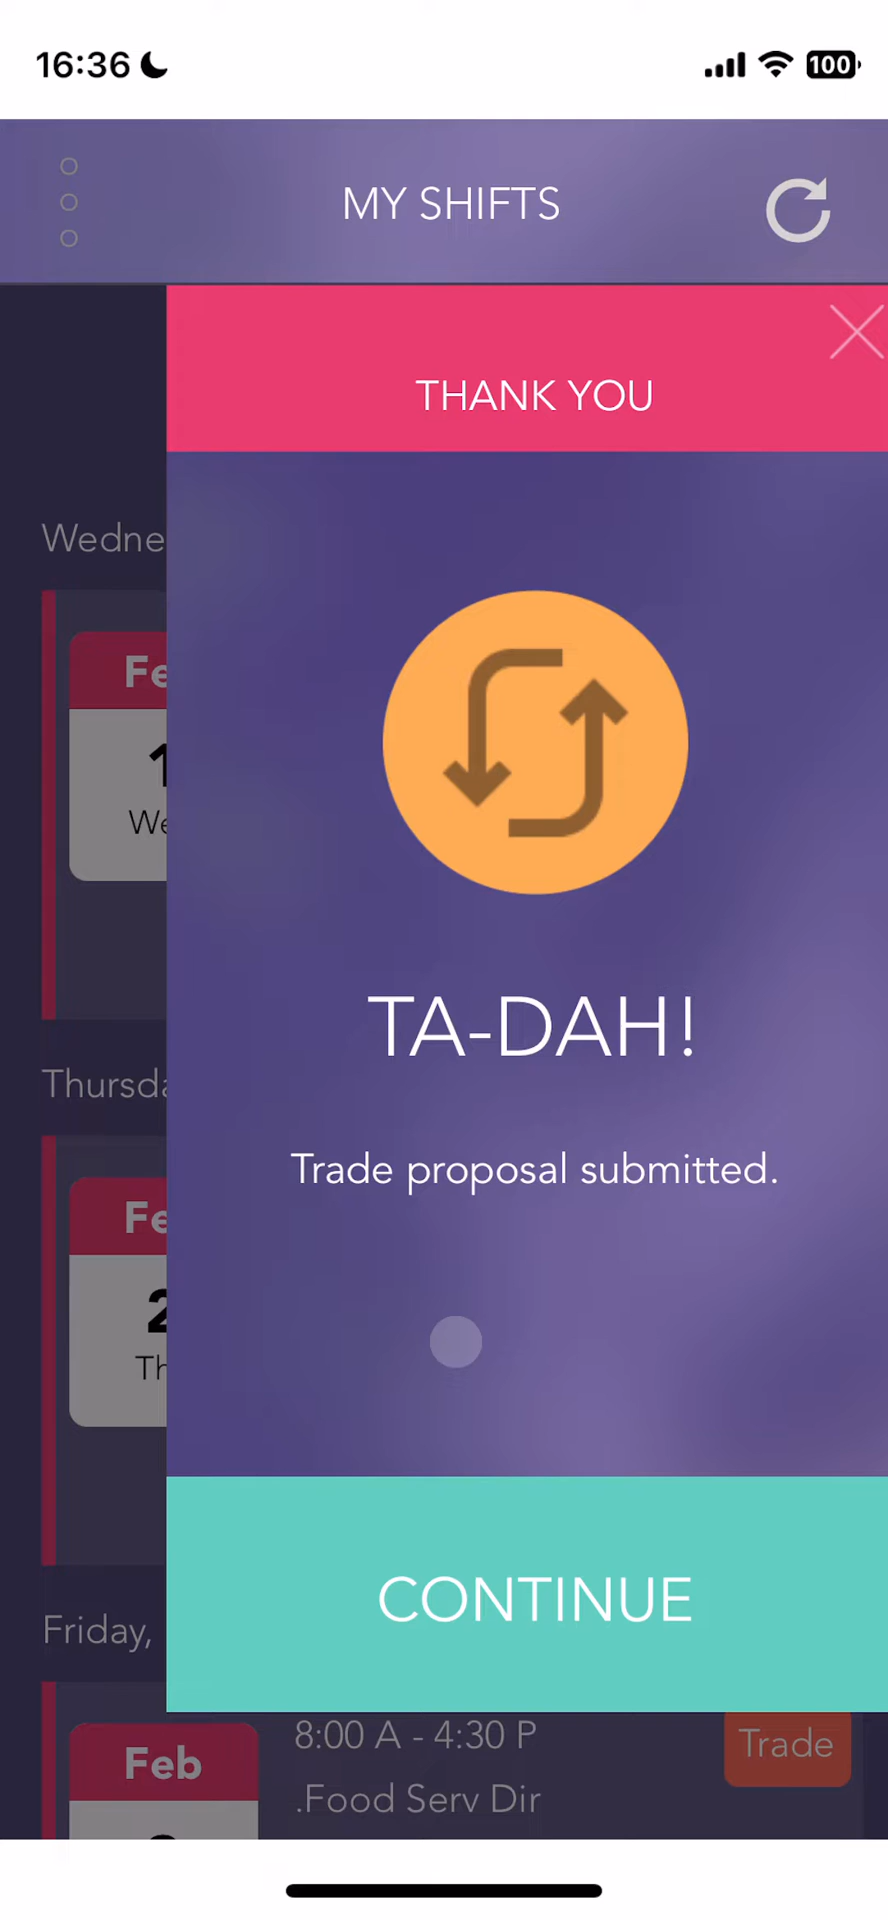 16:36
100
MY SHIFTS
THANK YOU
Wedne
Fe
1
We
TA-DAH!
Trade proposal submitted.
Thursda
Fe
2
Th
CONTINUE
Friday,
Feb
8:00 A - 4:30 P
.Food Serv Dir
Trade